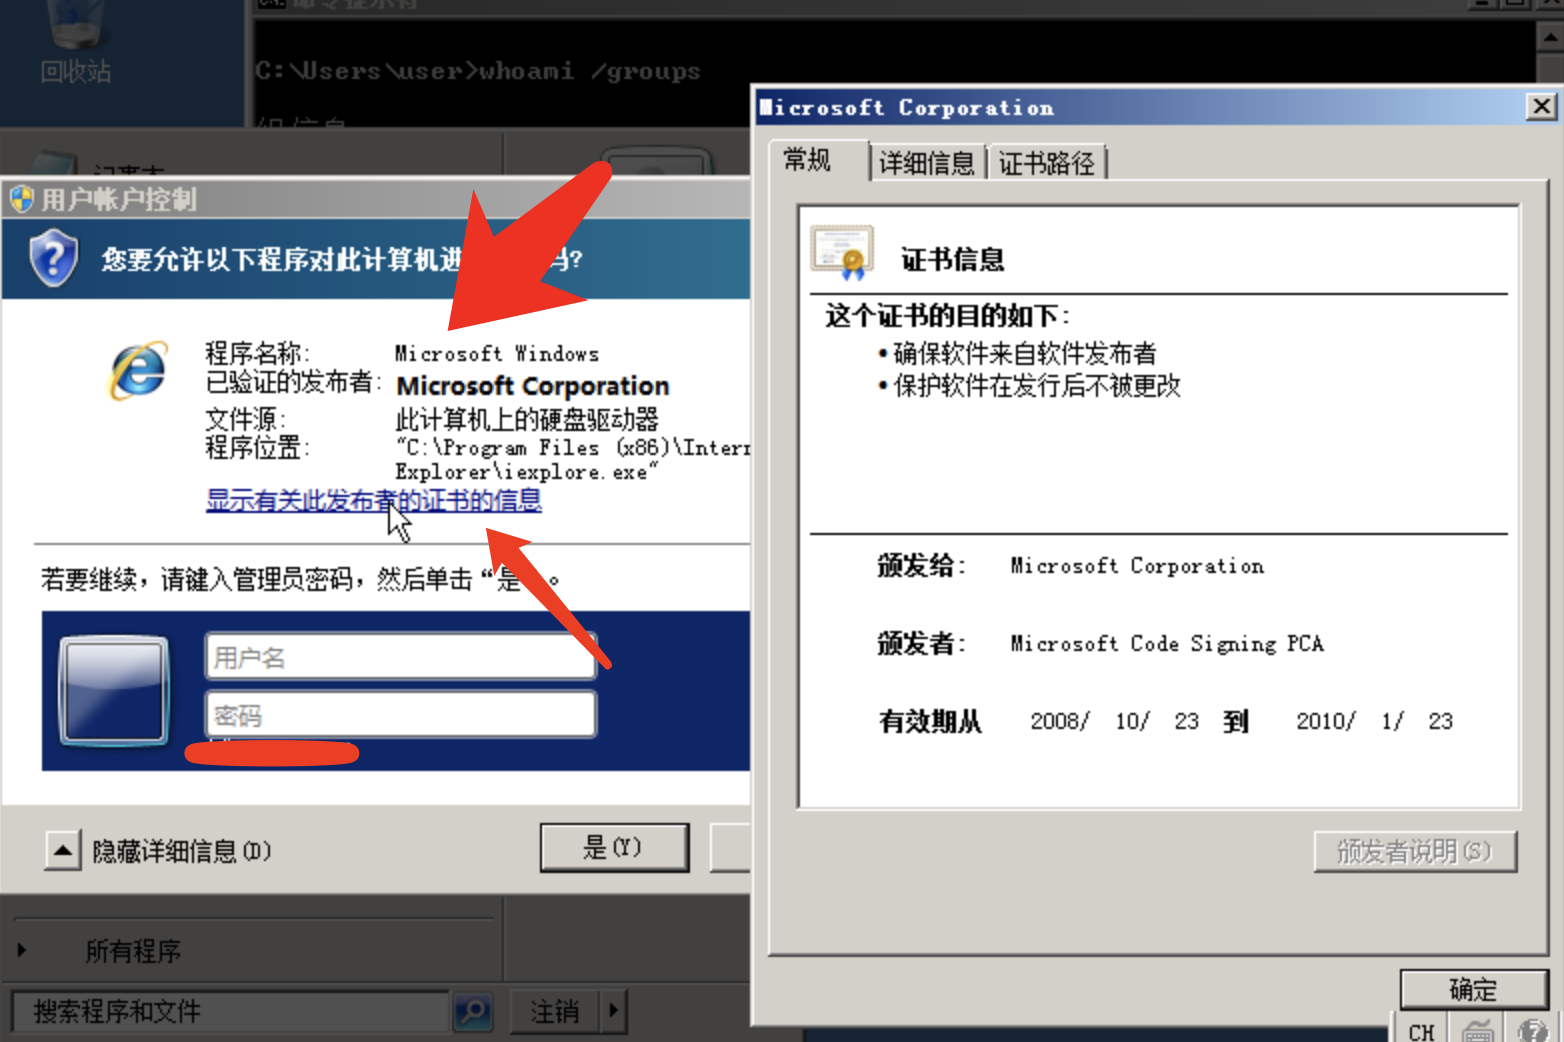 回收站
C:\Users\user>whoami /groups
用户帐户控制
您要允许以下程序对此计算机进
吗?
程序名称: Microsoft Windows
已验证的发布者: Microsoft Corporation
文件源: 此计算机上的硬盘驱动器
程序位置: "C:\Program Files (x86)\Intern
Explorer\iexplore.exe"
显示有关此发布者的证书的信息
若要继续，请键入管理员密码，然后单击“是 。
用户名
密码
隐藏详细信息(D)
是(Y)
所有程序
搜索程序和文件
注销
Microsoft Corporation
常规 详细信息 证书路径
证书信息
这个证书的目的如下:
•确保软件来自软件发布者
•保护软件在发行后不被更改
颁发给: Microsoft Corporation
颁发者: Microsoft Code Signing PCA
有效期从 2008/ 10/ 23 到 2010/ 1/ 23
颁发者说明(S)
确定
CH